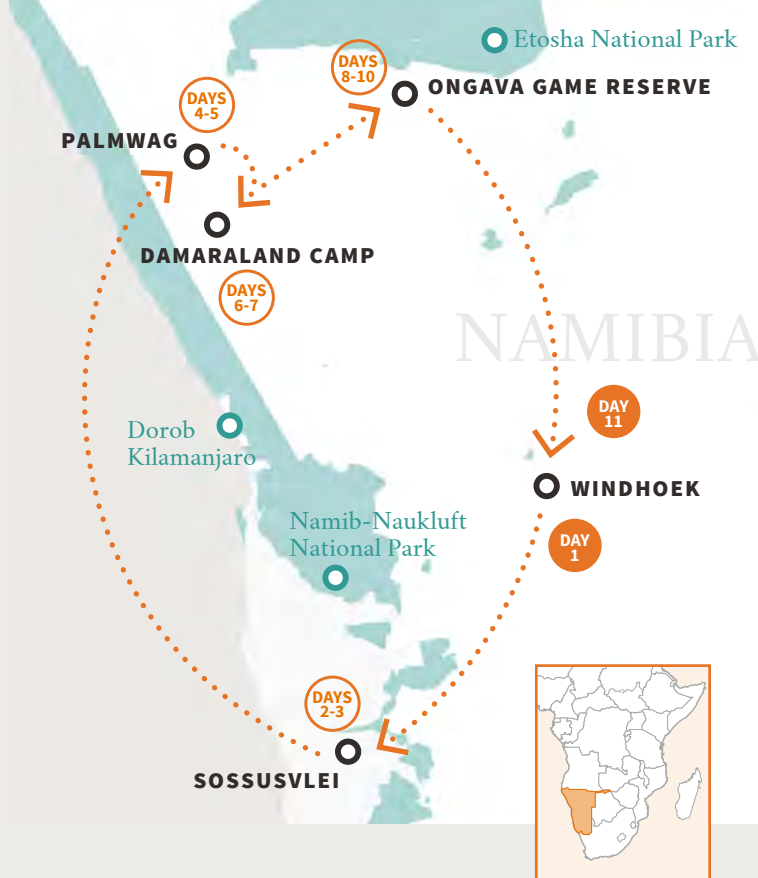 Etosha National Park
DAYS
8-10
ONGAVA GAME RESERVE
DAYS
4-5
PALMWAG
DAMARALAND CAMP
DAYS
6-7
NAMIBIA
DAY
11
Dorob
Kilamanjaro
WINDHOEK
Namib-Naukluft
National Park
DAY
1
DAYS
2-3
SOSSUSVLEI